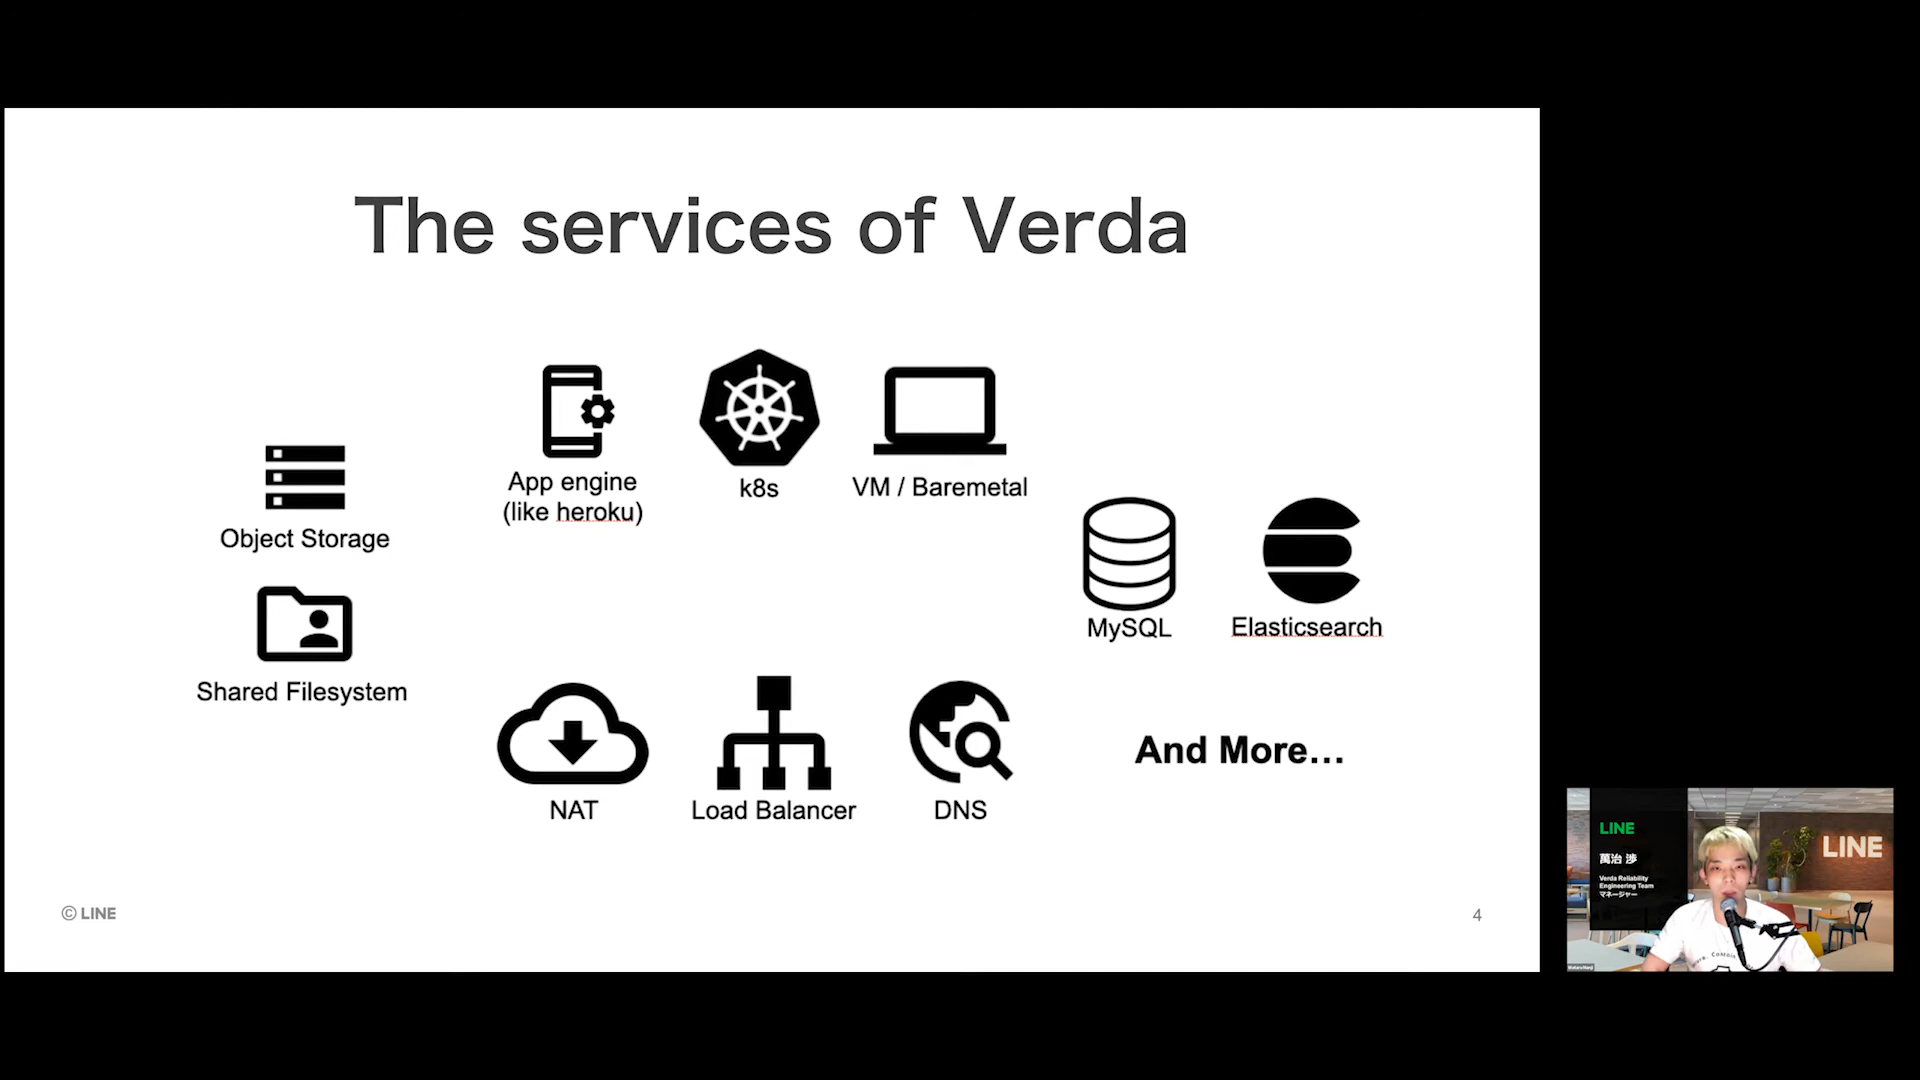 The services of Verda
App engine
(like heroku)
k8s
VM / Baremetal
Object Storage
Shared Filesystem
MySQL
Elasticsearch
NAT
Load Balancer
DNS
And More...
© LINE
4
LINE
萬治 渉
Verda Reliability
Engineering Team
マネージャー
LINE
Wataru Manji